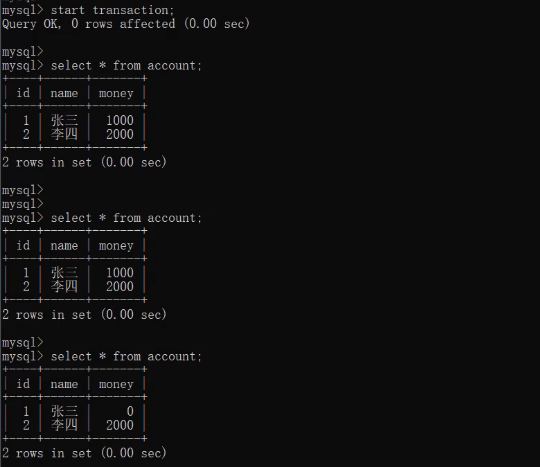 mysql> start transaction;
Query OK, 0 rows affected (0.00 sec)
mysql>
mysql> select * from account;
+----+------+-------+
| id | name | money |
+----+------+-------+
| 1 | 张三 | 1000 |
| 2 | 李四 | 2000 |
+----+------+-------+
2 rows in set (0.00 sec)
mysql>
mysql>
mysql> select * from account;
+----+------+-------+
| id | name | money |
+----+------+-------+
| 1 | 张三 | 1000 |
| 2 | 李四 | 2000 |
+----+------+-------+
2 rows in set (0.00 sec)
mysql>
mysql> select * from account;
+----+------+-------+
| id | name | money |
+----+------+-------+
| 1 | 张三 | 0 |
| 2 | 李四 | 2000 |
+----+------+-------+
2 rows in set (0.00 sec)